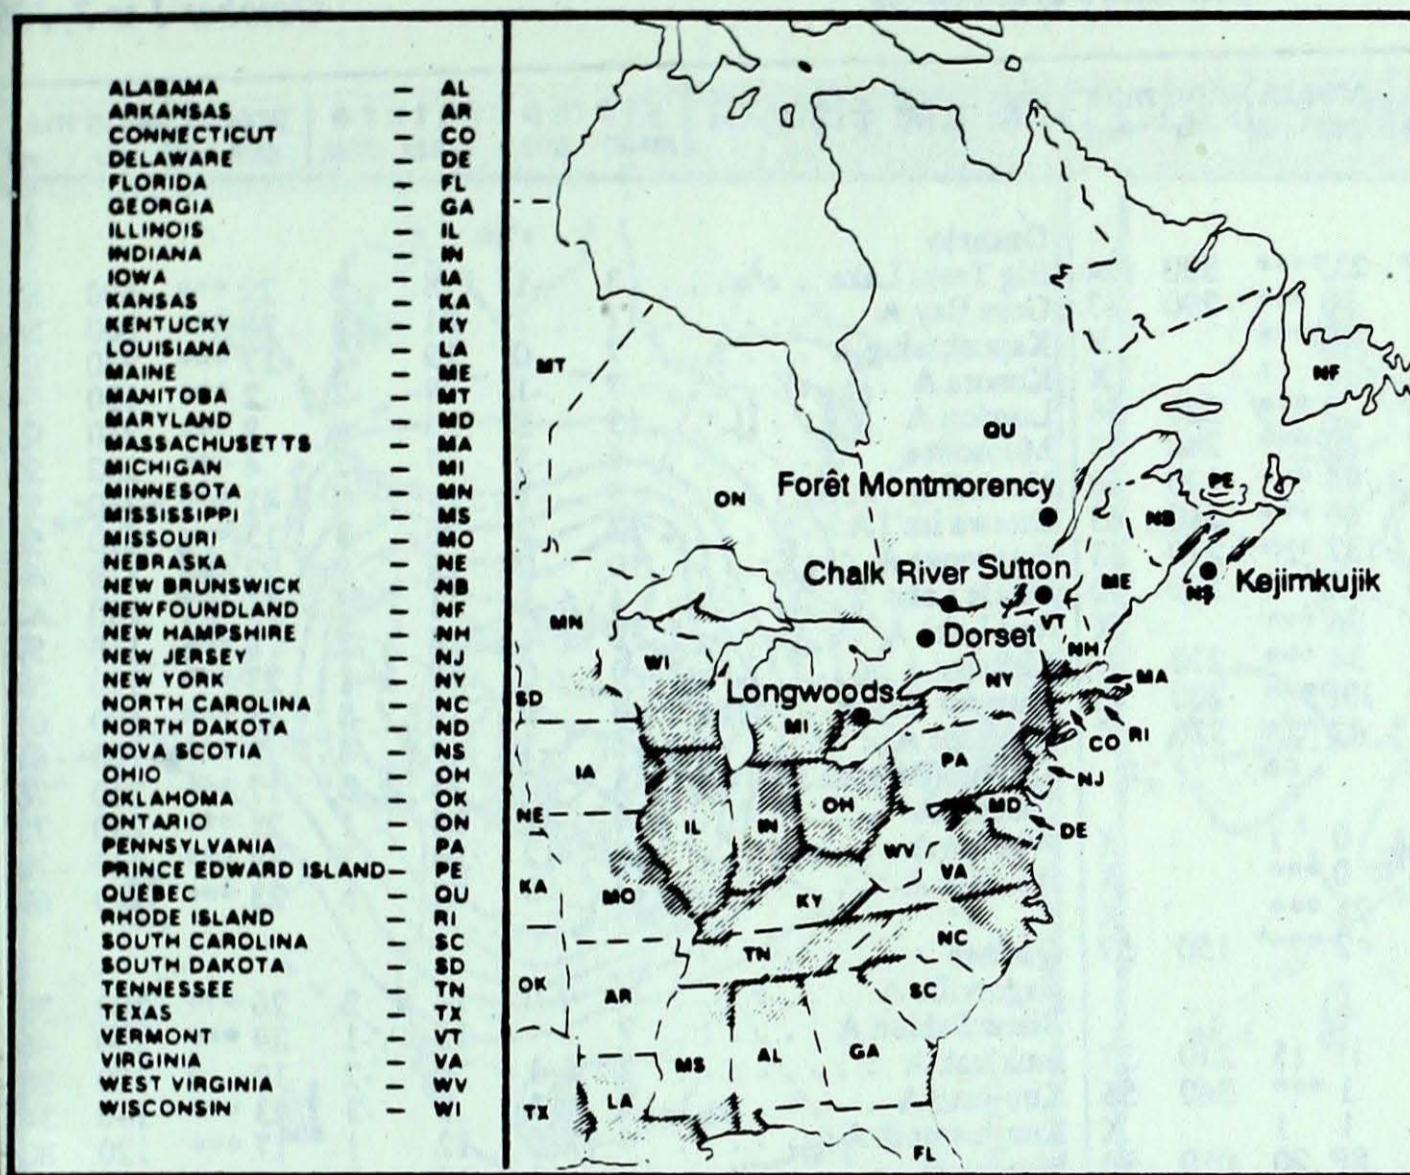 ALABAMA – AL
ARKANSAS – AR
CONNECTICUT – CO
DELAWARE – DE
FLORIDA – FL
GEORGIA – GA
ILLINOIS – IL
INDIANA – IN
IOWA – IA
KANSAS – KA
KENTUCKY – KY
LOUISIANA – LA
MAINE – ME
MANITOBA – MT
MARYLAND – MD
MASSACHUSETTS – MA
MICHIGAN – MI
MINNESOTA – MN
MISSISSIPPI – MS
MISSOURI – MO
NEBRASKA – NE
NEW BRUNSWICK – NB
NEWFOUNDLAND – NF
NEW HAMPSHIRE – NH
NEW JERSEY – NJ
NEW YORK – NY
NORTH CAROLINA – NC
NORTH DAKOTA – ND
NOVA SCOTIA – NS
OHIO – OH
OKLAHOMA – OK
ONTARIO – ON
PENNSYLVANIA – PA
PRINCE EDWARD ISLAND – PE
QUÉBEC – QU
RHODE ISLAND – RI
SOUTH CAROLINA – SC
SOUTH DAKOTA – SD
TENNESSEE – TN
TEXAS – TX
VERMONT – VT
VIRGINIA – VA
WEST VIRGINIA – WV
WISCONSIN – WI
MT
NF
QU
ON
Forêt Montmorency
PE
NB
Chalk River
Sutton
ME
NS
Kejimkujik
MN
Dorset
VT
NH
WI
NY
MA
SD
Longwoods
MI
CO
RI
IA
PA
NJ
NE
IL
IN
OH
MD
DE
WV
VA
KA
MO
KY
NC
TN
OK
AR
SC
MS
AL
GA
TX
LA
FL